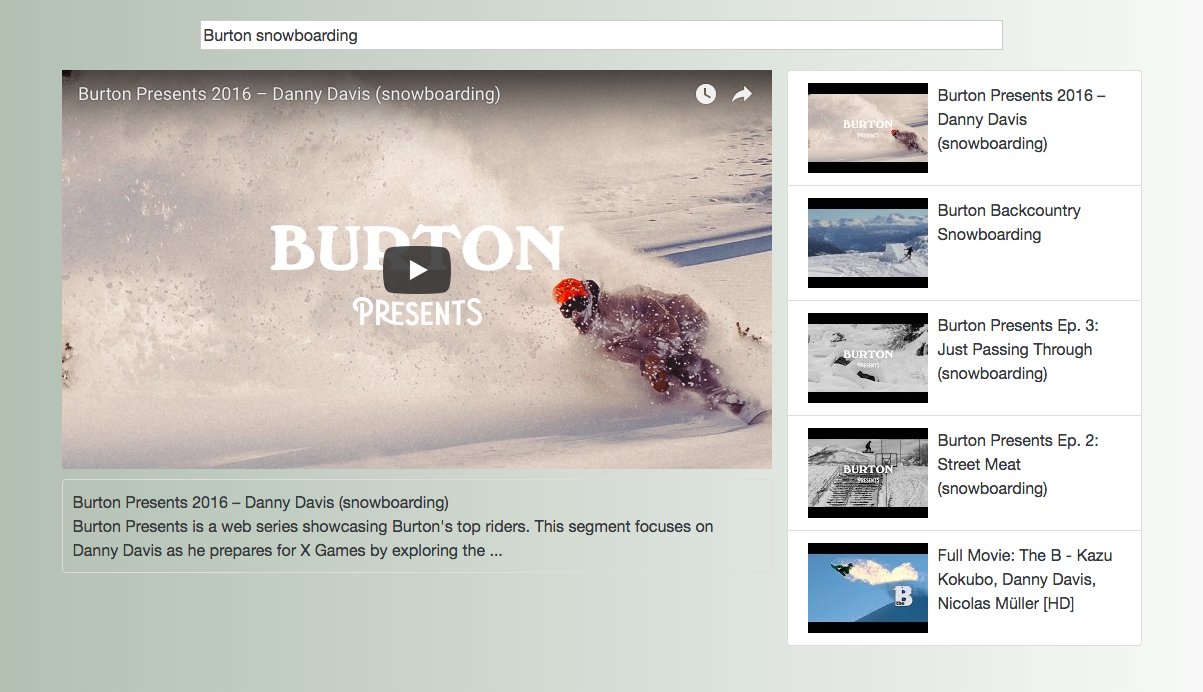 Burton snowboarding
Burton Presents 2016 – Danny Davis (snowboarding)
BURTON
PRESENTS
Burton Presents 2016 – Danny Davis (snowboarding)
Burton Presents is a web series showcasing Burton's top riders. This segment focuses on
Danny Davis as he prepares for X Games by exploring the ...
BURTON
PRESENTS
Burton Presents 2016 –
Danny Davis
(snowboarding)
Burton Backcountry
Snowboarding
BURTON
PRESENTS
Burton Presents Ep. 3:
Just Passing Through
(snowboarding)
BURTON
PRESENTS
Burton Presents Ep. 2:
Street Meat
(snowboarding)
B
Full Movie: The B - Kazu
Kokubo, Danny Davis,
Nicolas Müller [HD]